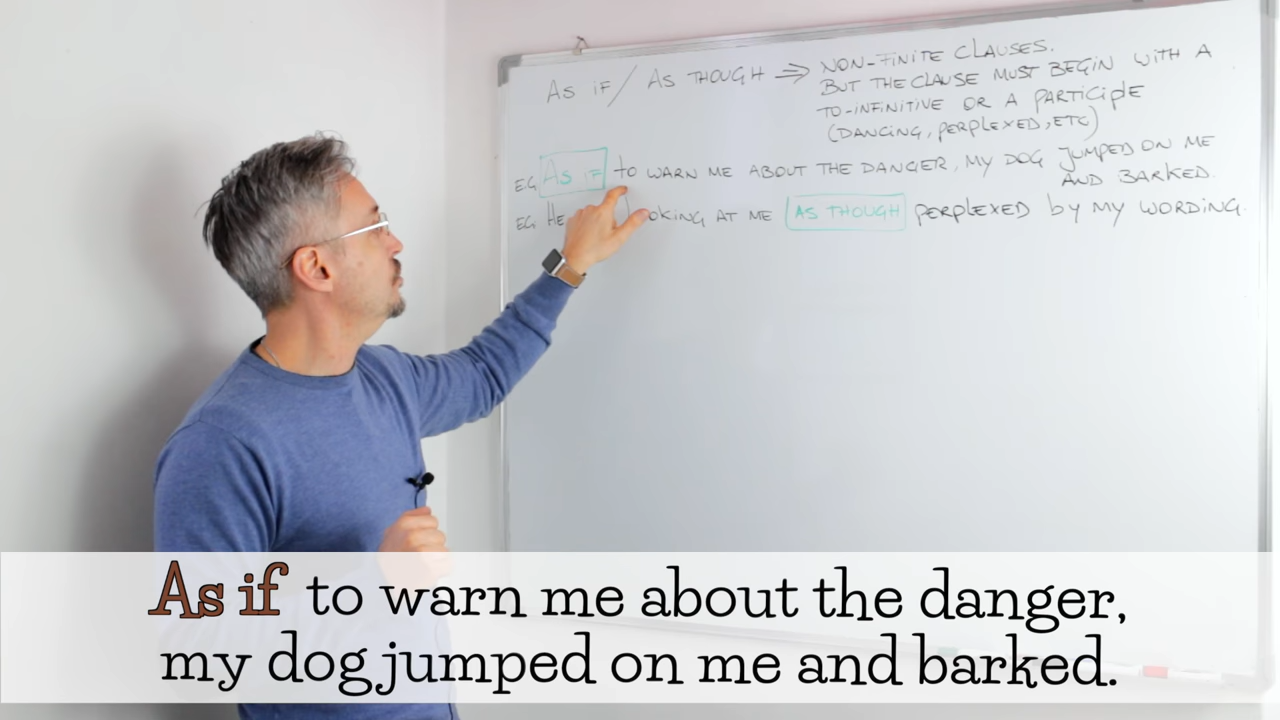 AS IF / AS THOUGH ⇒ NON-FINITE CLAUSES.
BUT THE CLAUSE MUST BEGIN WITH A
TO-INFINITIVE OR A PARTICIPLE
(DANCING, PERPLEXED, ETC)
E.G. AS IF to WARN ME ABOUT THE DANGER, MY DOG JUMPED ON ME
AND BARKED.
EG. HE OKING AT ME AS THOUGH PERPLEXED by MY WORDING.
As if to warn me about the danger,
my dog jumped on me and barked.